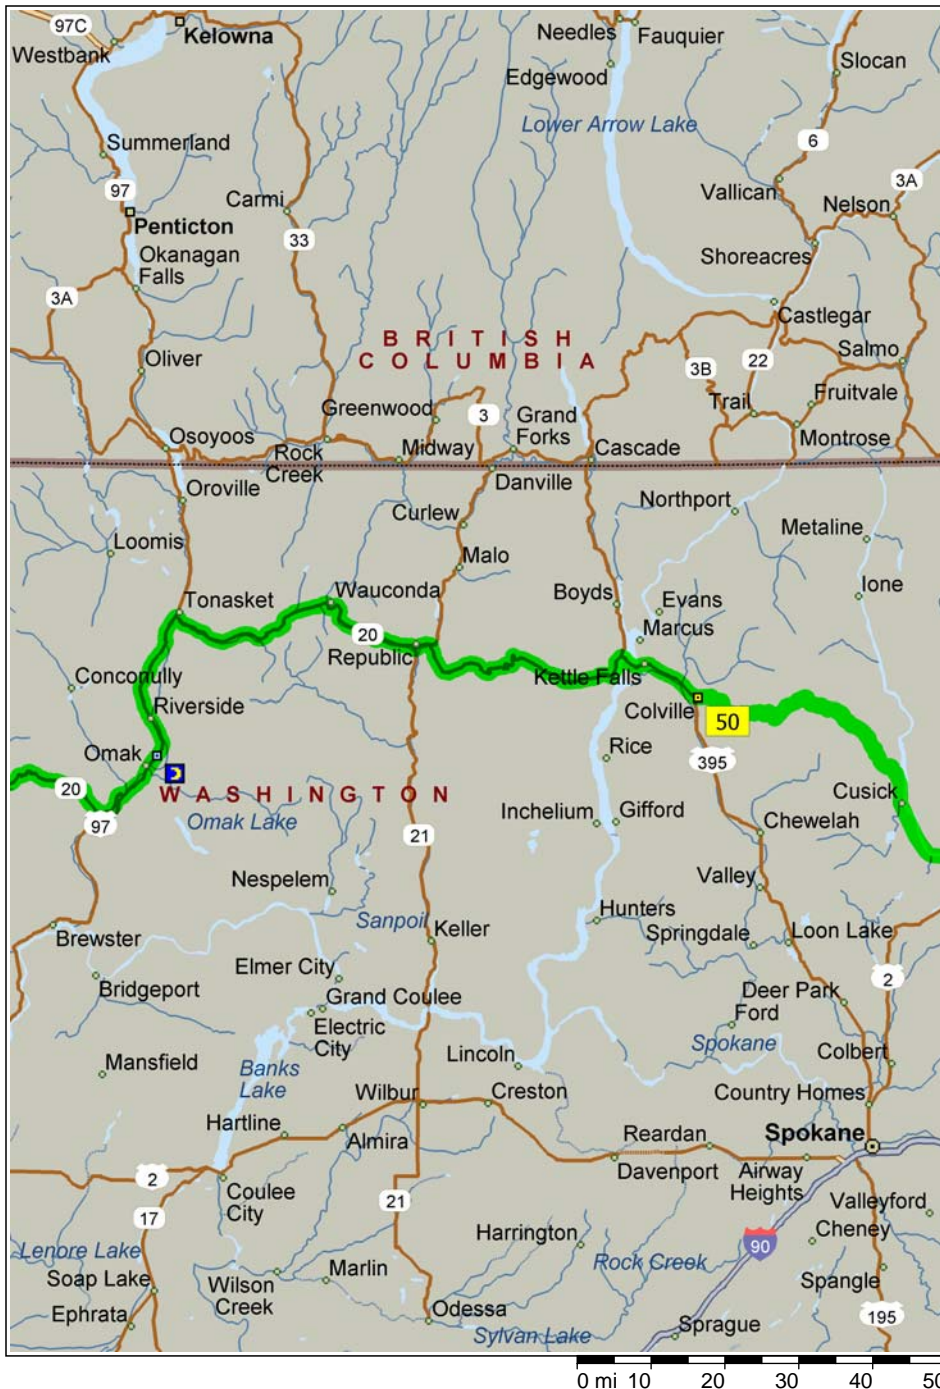 97C
Kelowna
Westbank
Needles
Fauquier
Edgewood
Slocan
Lower Arrow Lake
Summerland
6
97
Carmi
Vallican
3A
Nelson
Penticton
33
Okanagan
Falls
Shoreacres
3A
Castlegar
BRITISH
COLUMBIA
Oliver
3B
22
Salmo
Greenwood
3
Grand
Forks
Trail
Fruitvale
Osoyoos
Rock
Creek
Midway
Cascade
Montrose
Oroville
Danville
Northport
Curlew
Metaline
Loomis
Malo
Wauconda
Boyds
Evans
Ione
Tonasket
20
Marcus
Republic
Kettle Falls
Conconully
Riverside
Colville
50
Omak
Rice
395
20
WASHINGTON
Cusick
97
Omak Lake
Inchelium
Gifford
Chewelah
21
Nespelem
Valley
Sanpoil
Hunters
Brewster
Keller
Springdale
Loon Lake
Elmer City
2
Bridgeport
Grand Coulee
Deer Park
Electric
City
Ford
Spokane
Mansfield
Banks
Lake
Lincoln
Colbert
Wilbur
Creston
Country Homes
Hartline
Almira
Reardan
Spokane
2
Coulee
City
Davenport
Airway
Heights
21
17
Valleyford
Harrington
Cheney
90
Lenore Lake
Rock Creek
Soap Lake
Wilson
Creek
Marlin
Spangle
Ephrata
Odessa
195
Sylvan Lake
Sprague
0 mi 10 20 30 40 50